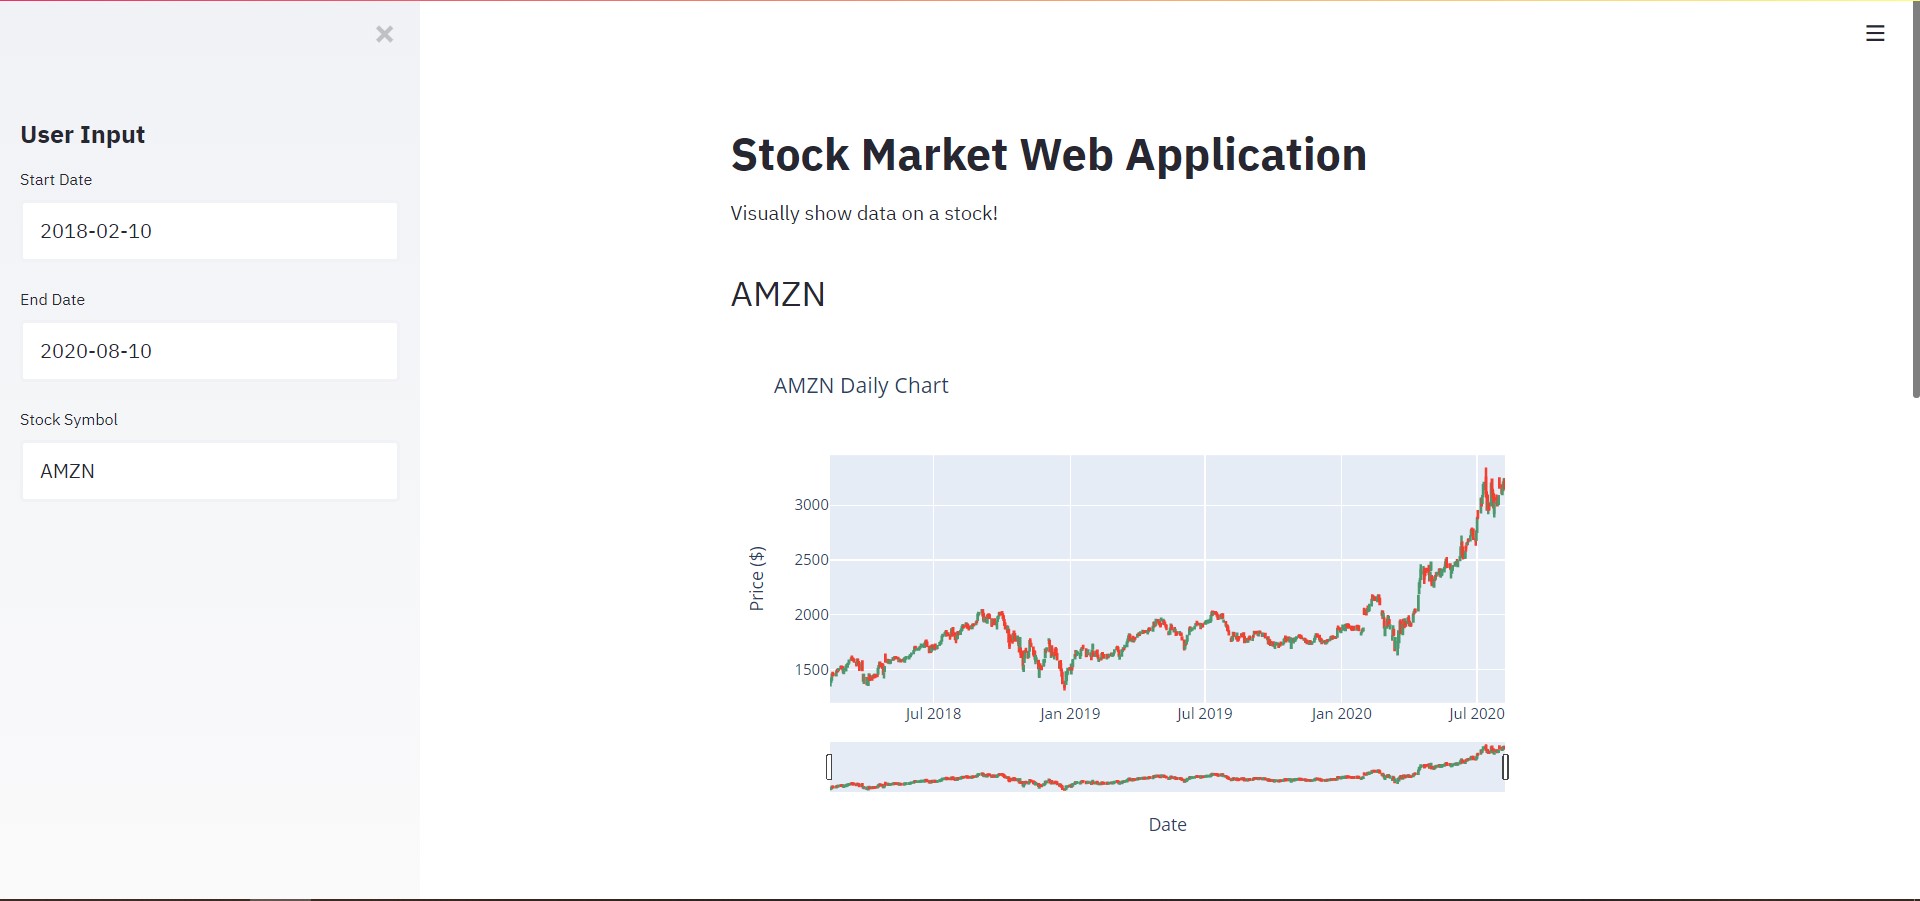 User Input
Start Date
2018-02-10
End Date
2020-08-10
Stock Symbol
AMZN
Stock Market Web Application
Visually show data on a stock!
AMZN
AMZN Daily Chart
Price ($)
3000
2500
2000
1500
Jul 2018 Jan 2019 Jul 2019 Jan 2020 Jul 2020
Date